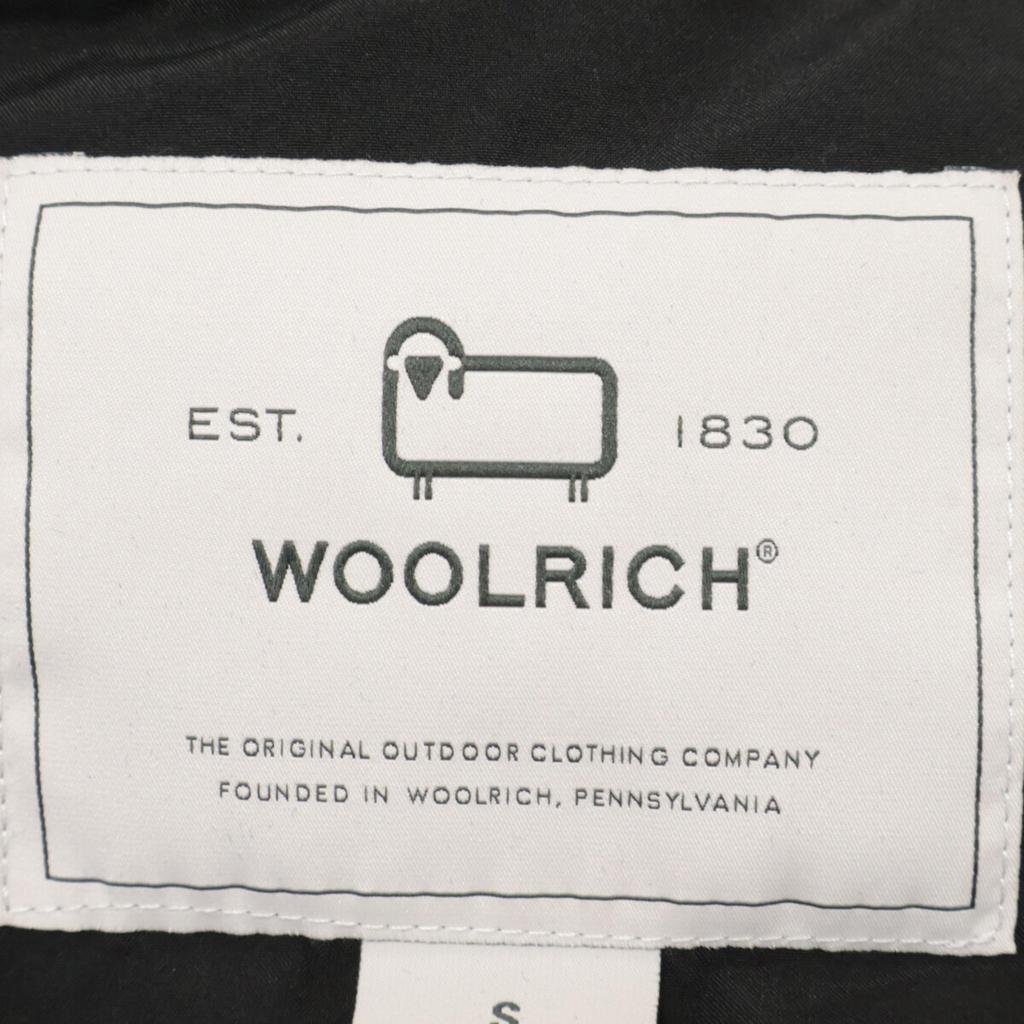 EST. 1830
WOOLRICH®
THE ORIGINAL OUTDOOR CLOTHING COMPANY
FOUNDED IN WOOLRICH, PENNSYLVANIA
S